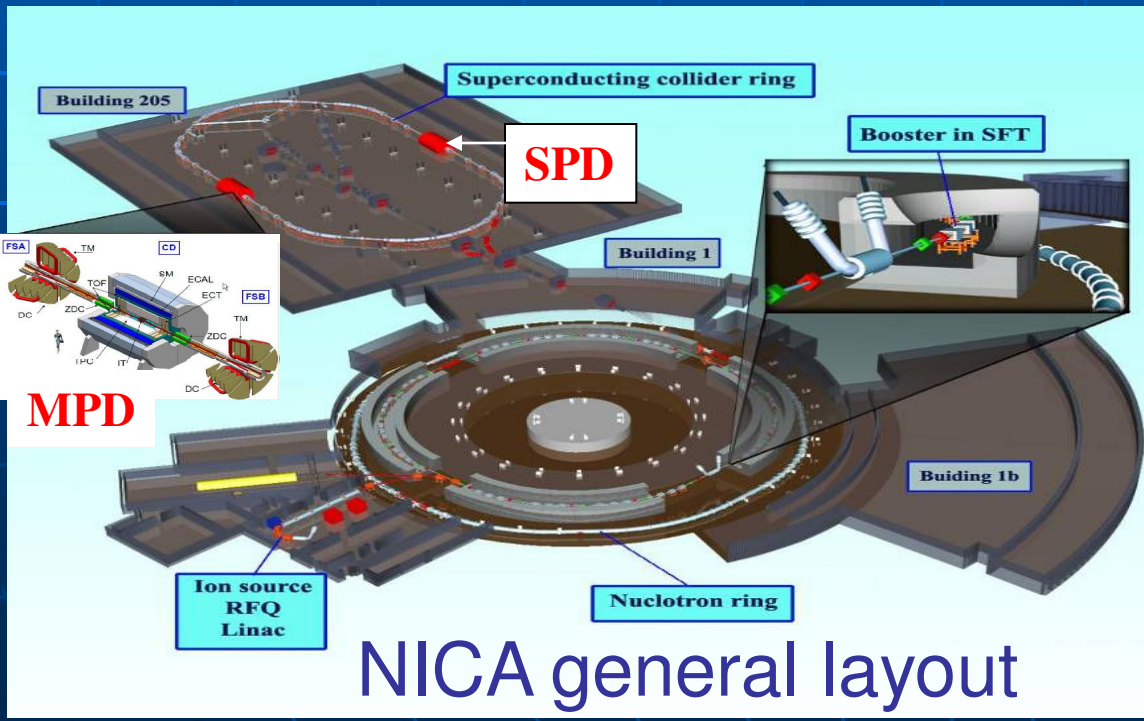 Superconducting collider ring
Building 205
Booster in SFT
SPD
Building 1
FSA
TM
CD
SM
ECAL
TOF
ECT
FSB
ZDC
DC
TM
ZDC
TPC
IT
DC
MPD
Buiding 1b
Ion source
RFQ
Linac
Nuclotron ring
NICA general layout